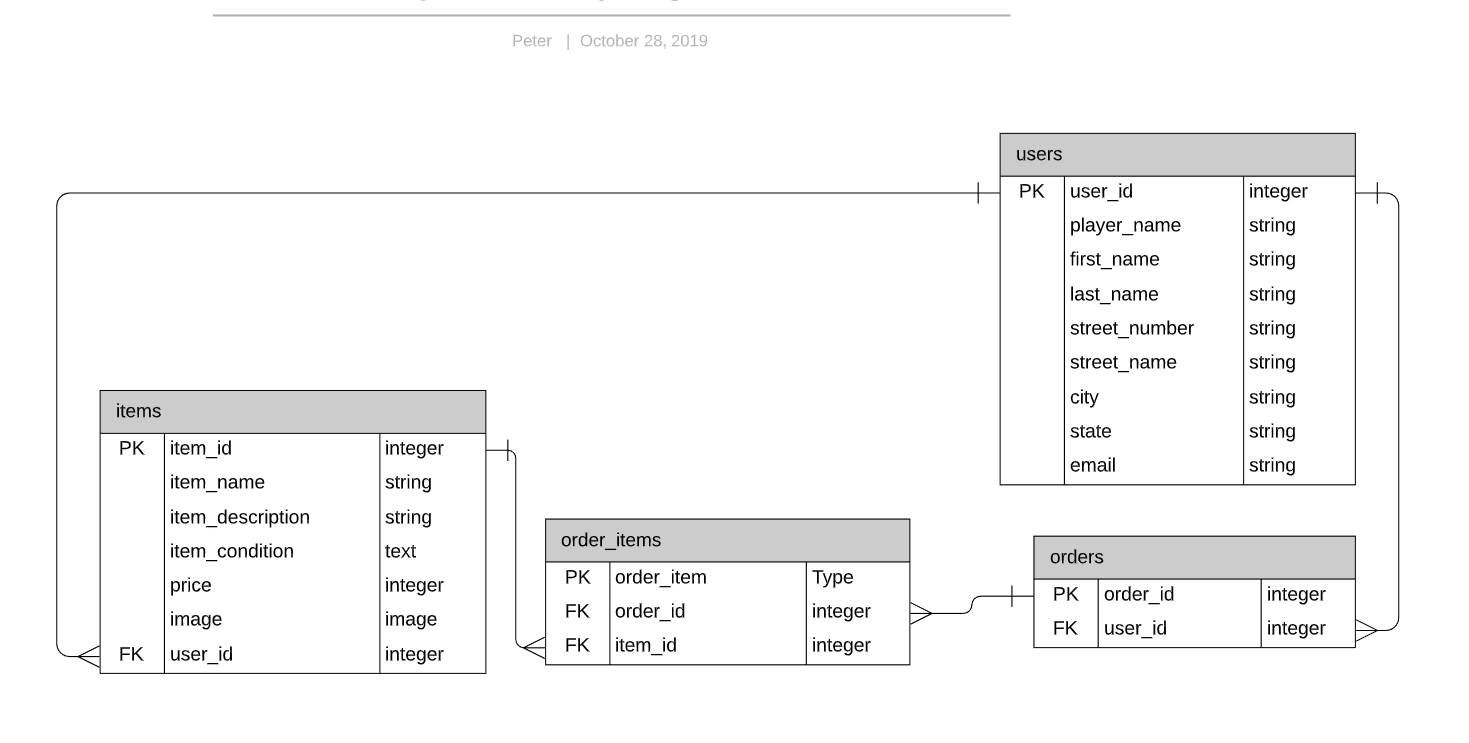 Peter | October 28, 2019
users
PK user_id integer
player_name string
first_name string
last_name string
street_number string
street_name string
city string
state string
email string
items
PK item_id integer
item_name string
item_description string
item_condition text
price integer
image image
FK user_id integer
order_items
PK order_item Type
FK order_id integer
FK item_id integer
orders
PK order_id integer
FK user_id integer